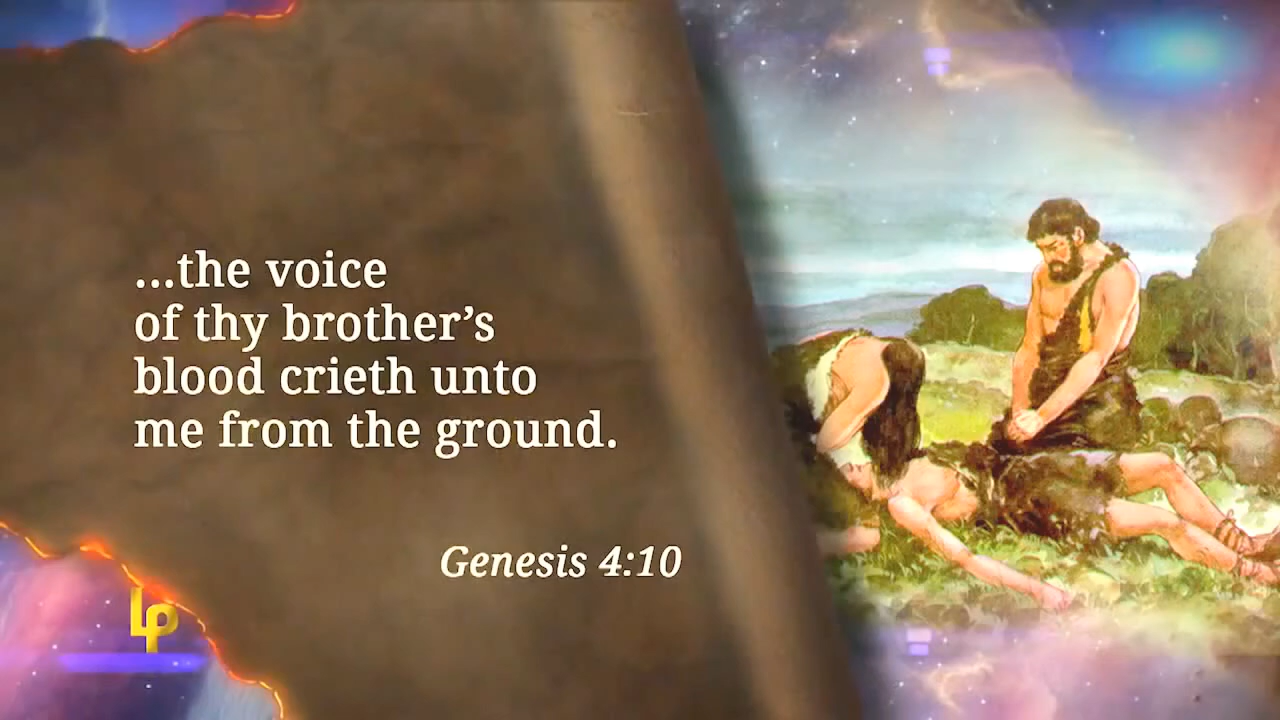 ...the voice
of thy brother’s
blood crieth unto
me from the ground.
Genesis 4:10
LP